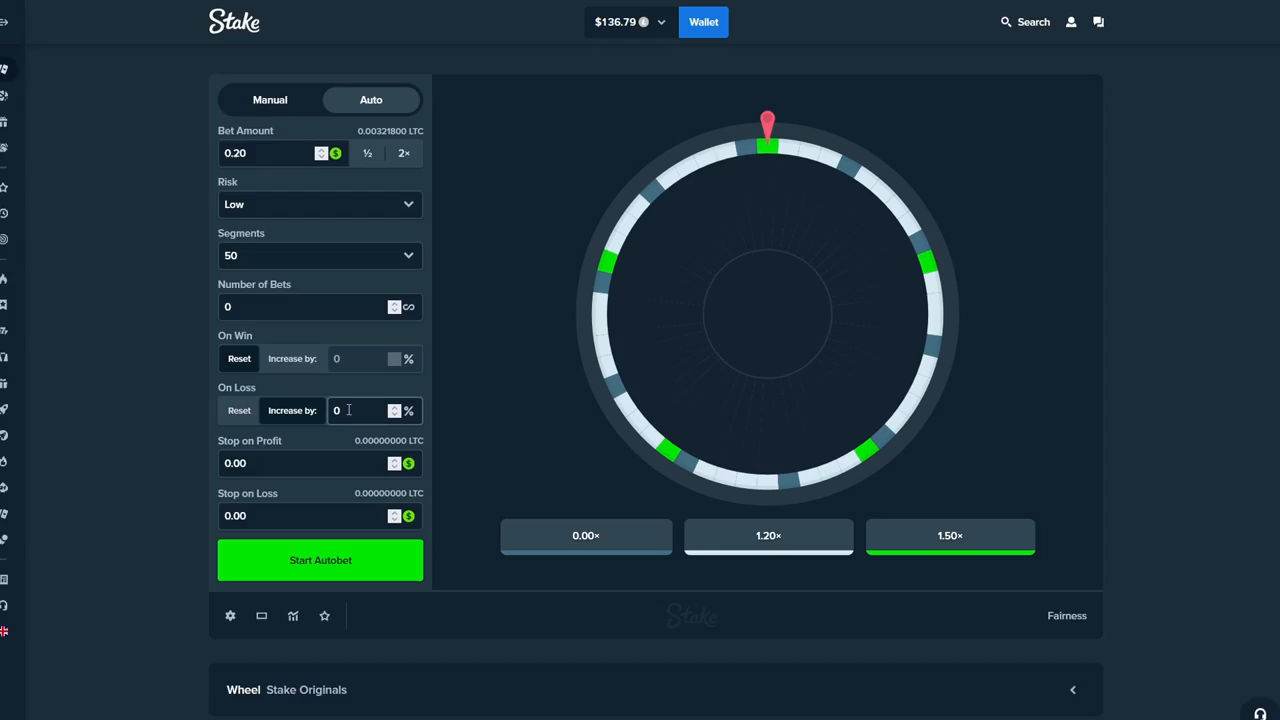 Stake
$136.79
Wallet
Search
Manual
Auto
Bet Amount
0.00321800 LTC
0.20
½
2×
Risk
Low
Segments
50
Number of Bets
0
On Win
Reset
Increase by:
0
%
On Loss
Reset
Increase by:
0
%
Stop on Profit
0.00000000 LTC
0.00
Stop on Loss
0.00000000 LTC
0.00
Start Autobet
0.00×
1.20×
1.50×
Stake
Fairness
Wheel Stake Originals